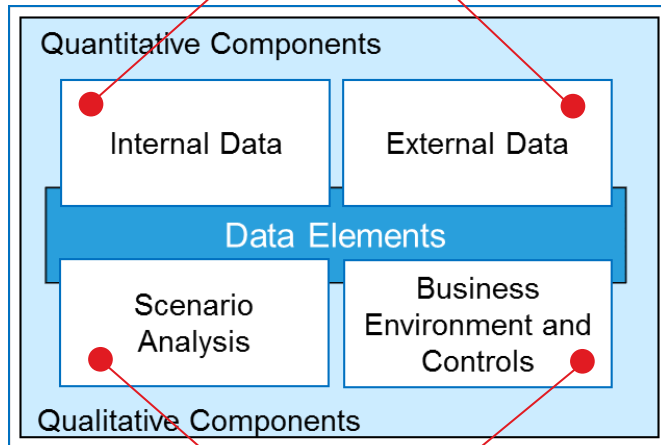 Quantitative Components
Internal Data
External Data
Data Elements
Scenario
Analysis
Business
Environment and
Controls
Qualitative Components